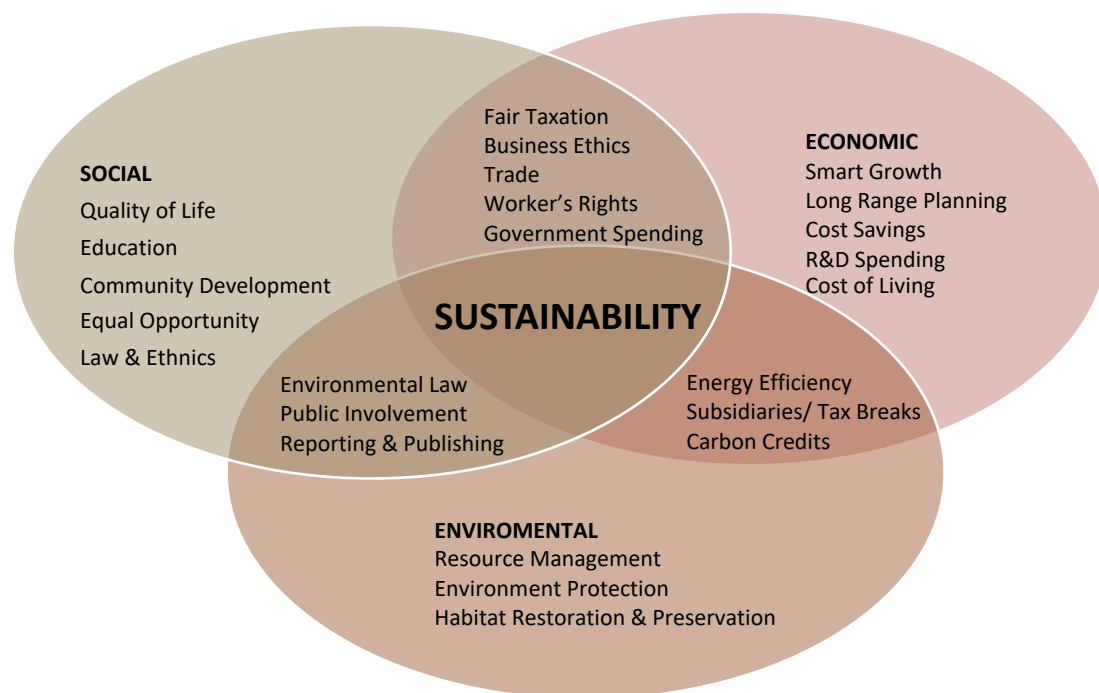 SOCIAL
Quality of Life
Education
Community Development
Equal Opportunity
Law & Ethnics
Fair Taxation
Business Ethics
Trade
Worker’s Rights
Government Spending
ECONOMIC
Smart Growth
Long Range Planning
Cost Savings
R&D Spending
Cost of Living
SUSTAINABILITY
Environmental Law
Public Involvement
Reporting & Publishing
Energy Efficiency
Subsidiaries/ Tax Breaks
Carbon Credits
ENVIROMENTAL
Resource Management
Environment Protection
Habitat Restoration & Preservation